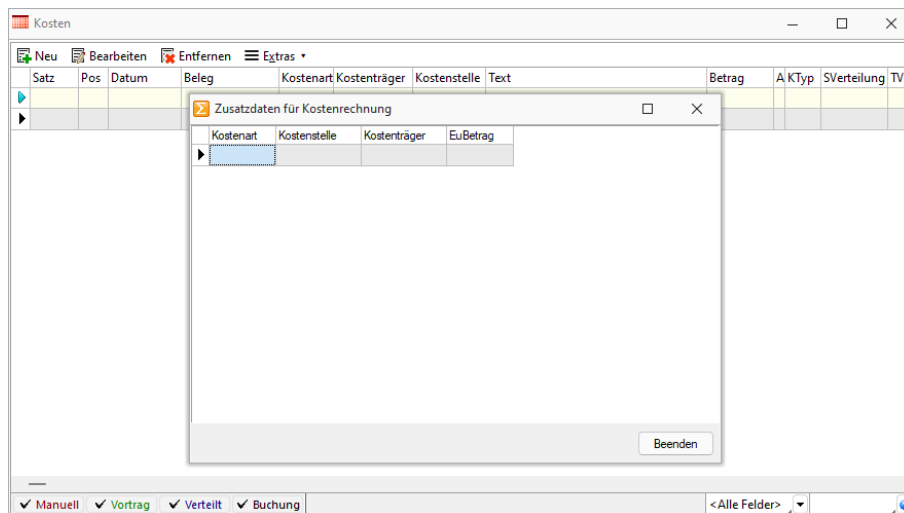 Kosten
Neu Bearbeiten Entfernen Extras
Satz Pos Datum Beleg Kostenart Kostenträger Kostenstelle Text Betrag A KTyp SVerteilung TV
Zusatzdaten für Kostenrechnung
Kostenart Kostenstelle Kostenträger EuBetrag
Beenden
Manuell Vortrag Verteilt Buchung <Alle Felder>